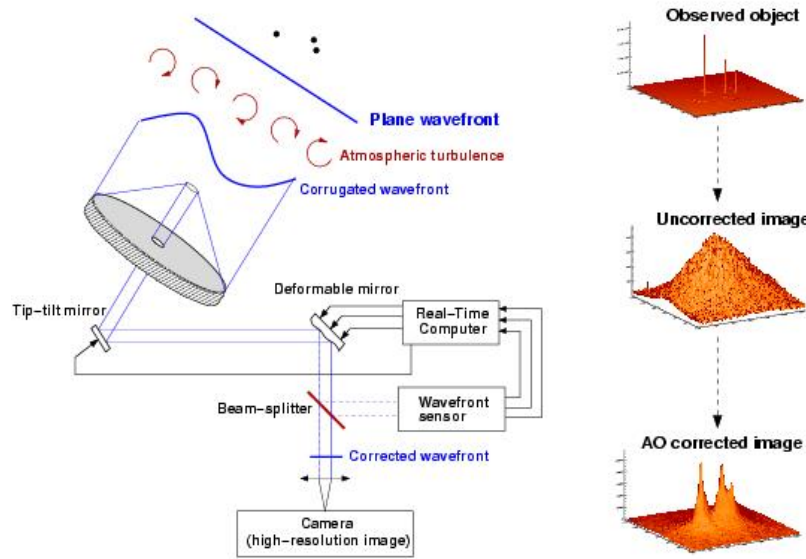 Observed object
Plane wavefront
Atmospheric turbulence
Corrugated wavefront
Uncorrected image
Deformable mirror
Tip-tilt mirror
Real-Time
Computer
Beam-splitter
Wavefront
sensor
AO corrected image
Corrected wavefront
Camera
(high-resolution image)